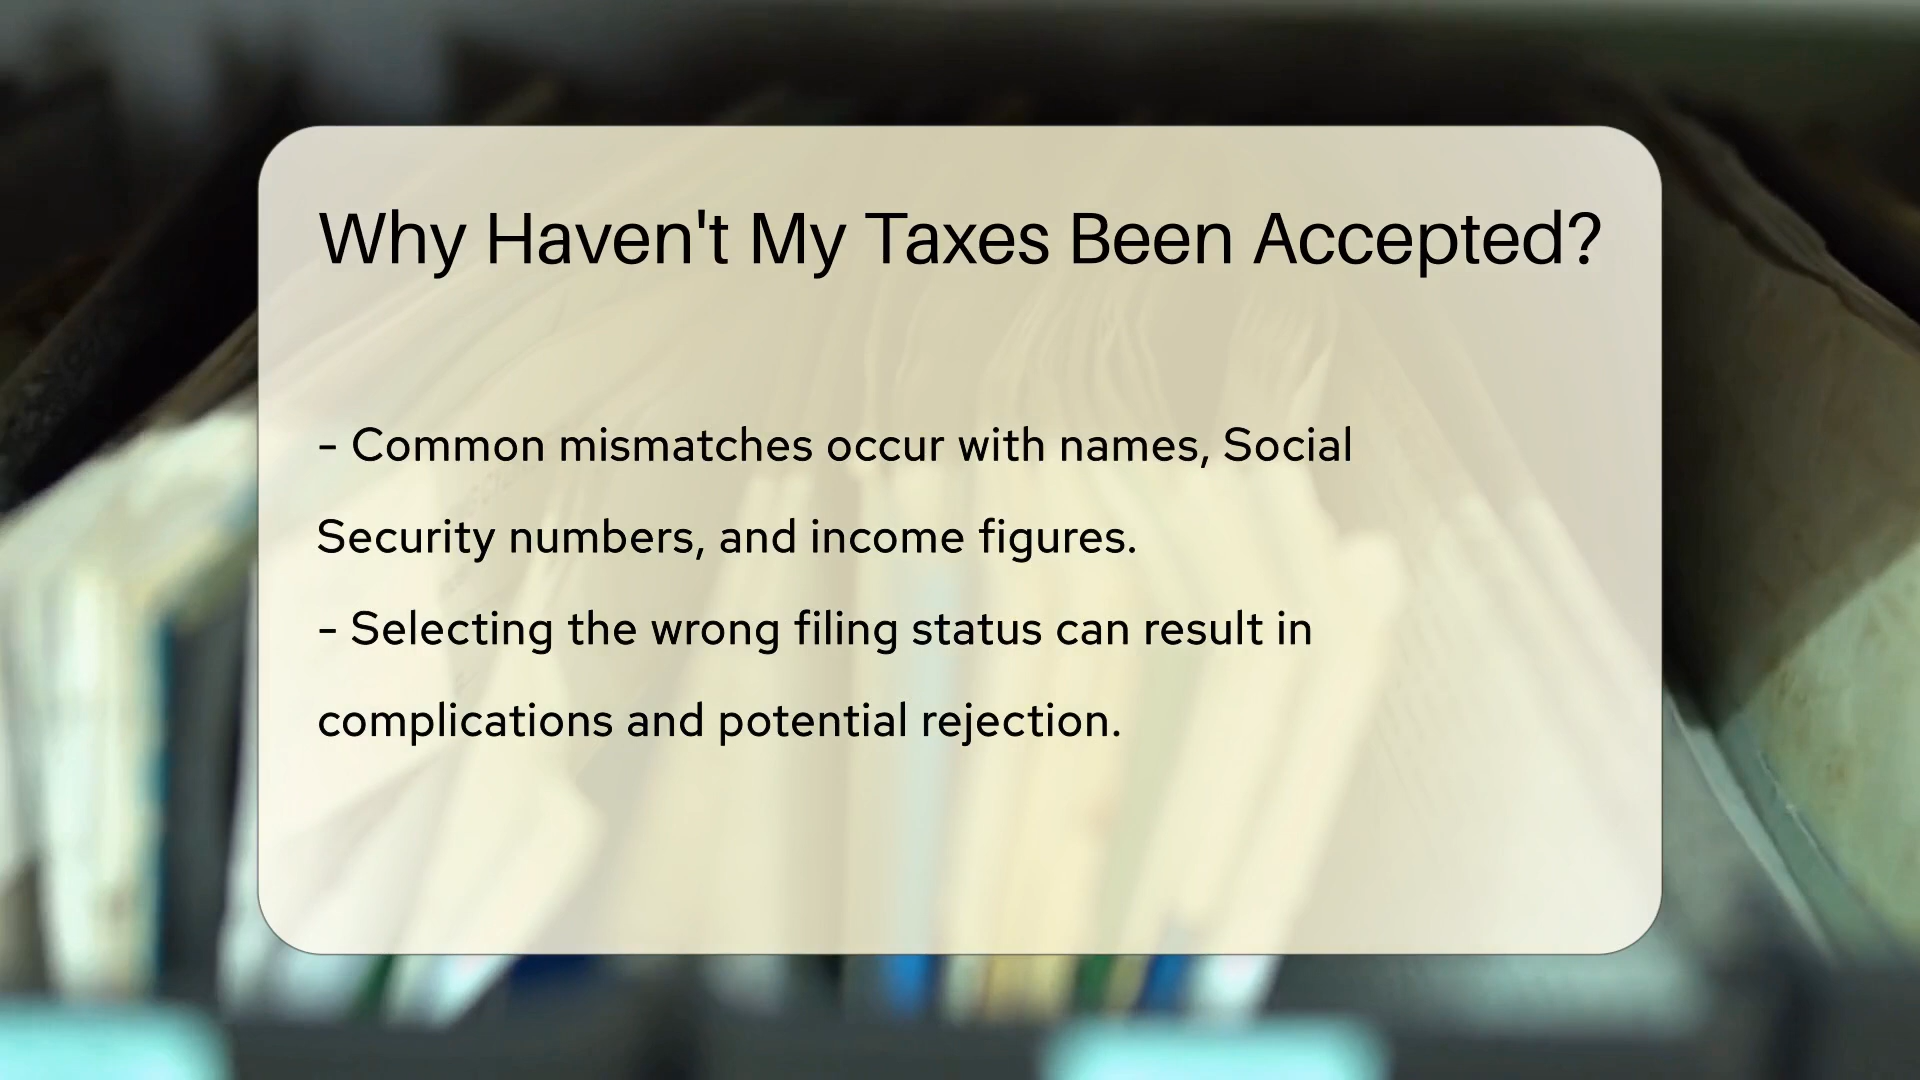 Why Haven't My Taxes Been Accepted?
- Common mismatches occur with names, Social
Security numbers, and income figures.
- Selecting the wrong filing status can result in
complications and potential rejection.